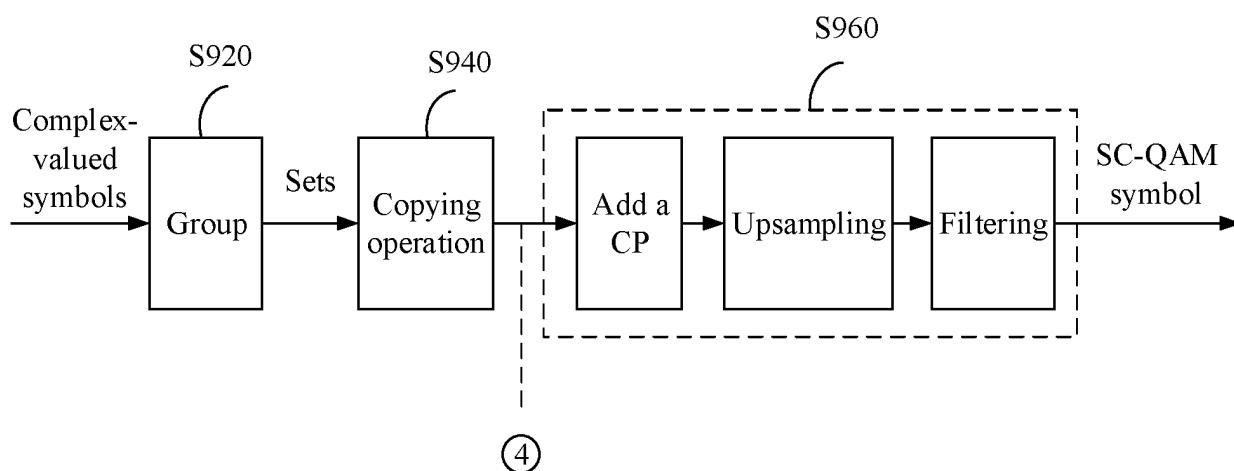 S920
S940
S960
Complex-
valued
symbols
Group
Sets
Copying
operation
Add a
CP
Upsampling
Filtering
SC-QAM
symbol
4